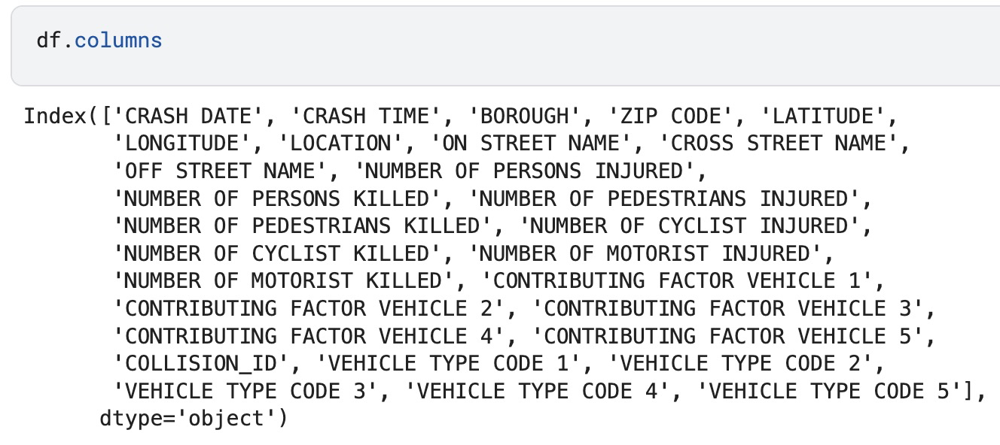 df.columns
Index(['CRASH DATE', 'CRASH TIME', 'BOROUGH', 'ZIP CODE', 'LATITUDE',
'LONGITUDE', 'LOCATION', 'ON STREET NAME', 'CROSS STREET NAME',
'OFF STREET NAME', 'NUMBER OF PERSONS INJURED',
'NUMBER OF PERSONS KILLED', 'NUMBER OF PEDESTRIANS INJURED',
'NUMBER OF PEDESTRIANS KILLED', 'NUMBER OF CYCLIST INJURED',
'NUMBER OF CYCLIST KILLED', 'NUMBER OF MOTORIST INJURED',
'NUMBER OF MOTORIST KILLED', 'CONTRIBUTING FACTOR VEHICLE 1',
'CONTRIBUTING FACTOR VEHICLE 2', 'CONTRIBUTING FACTOR VEHICLE 3',
'CONTRIBUTING FACTOR VEHICLE 4', 'CONTRIBUTING FACTOR VEHICLE 5',
'COLLISION_ID', 'VEHICLE TYPE CODE 1', 'VEHICLE TYPE CODE 2',
'VEHICLE TYPE CODE 3', 'VEHICLE TYPE CODE 4', 'VEHICLE TYPE CODE 5'],
dtype='object')